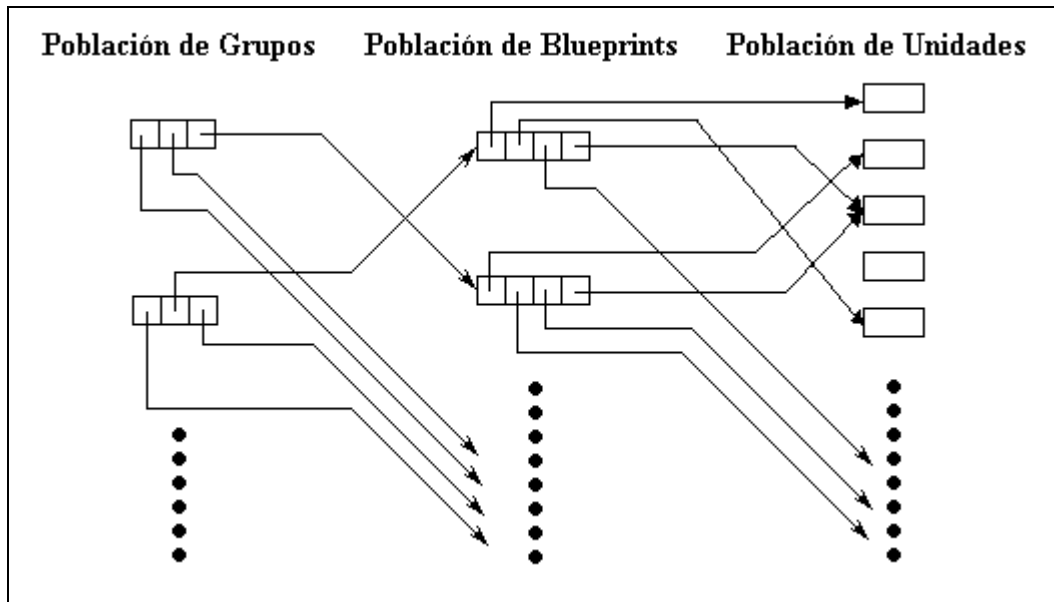 Población de Grupos
Población de Blueprints
Población de Unidades